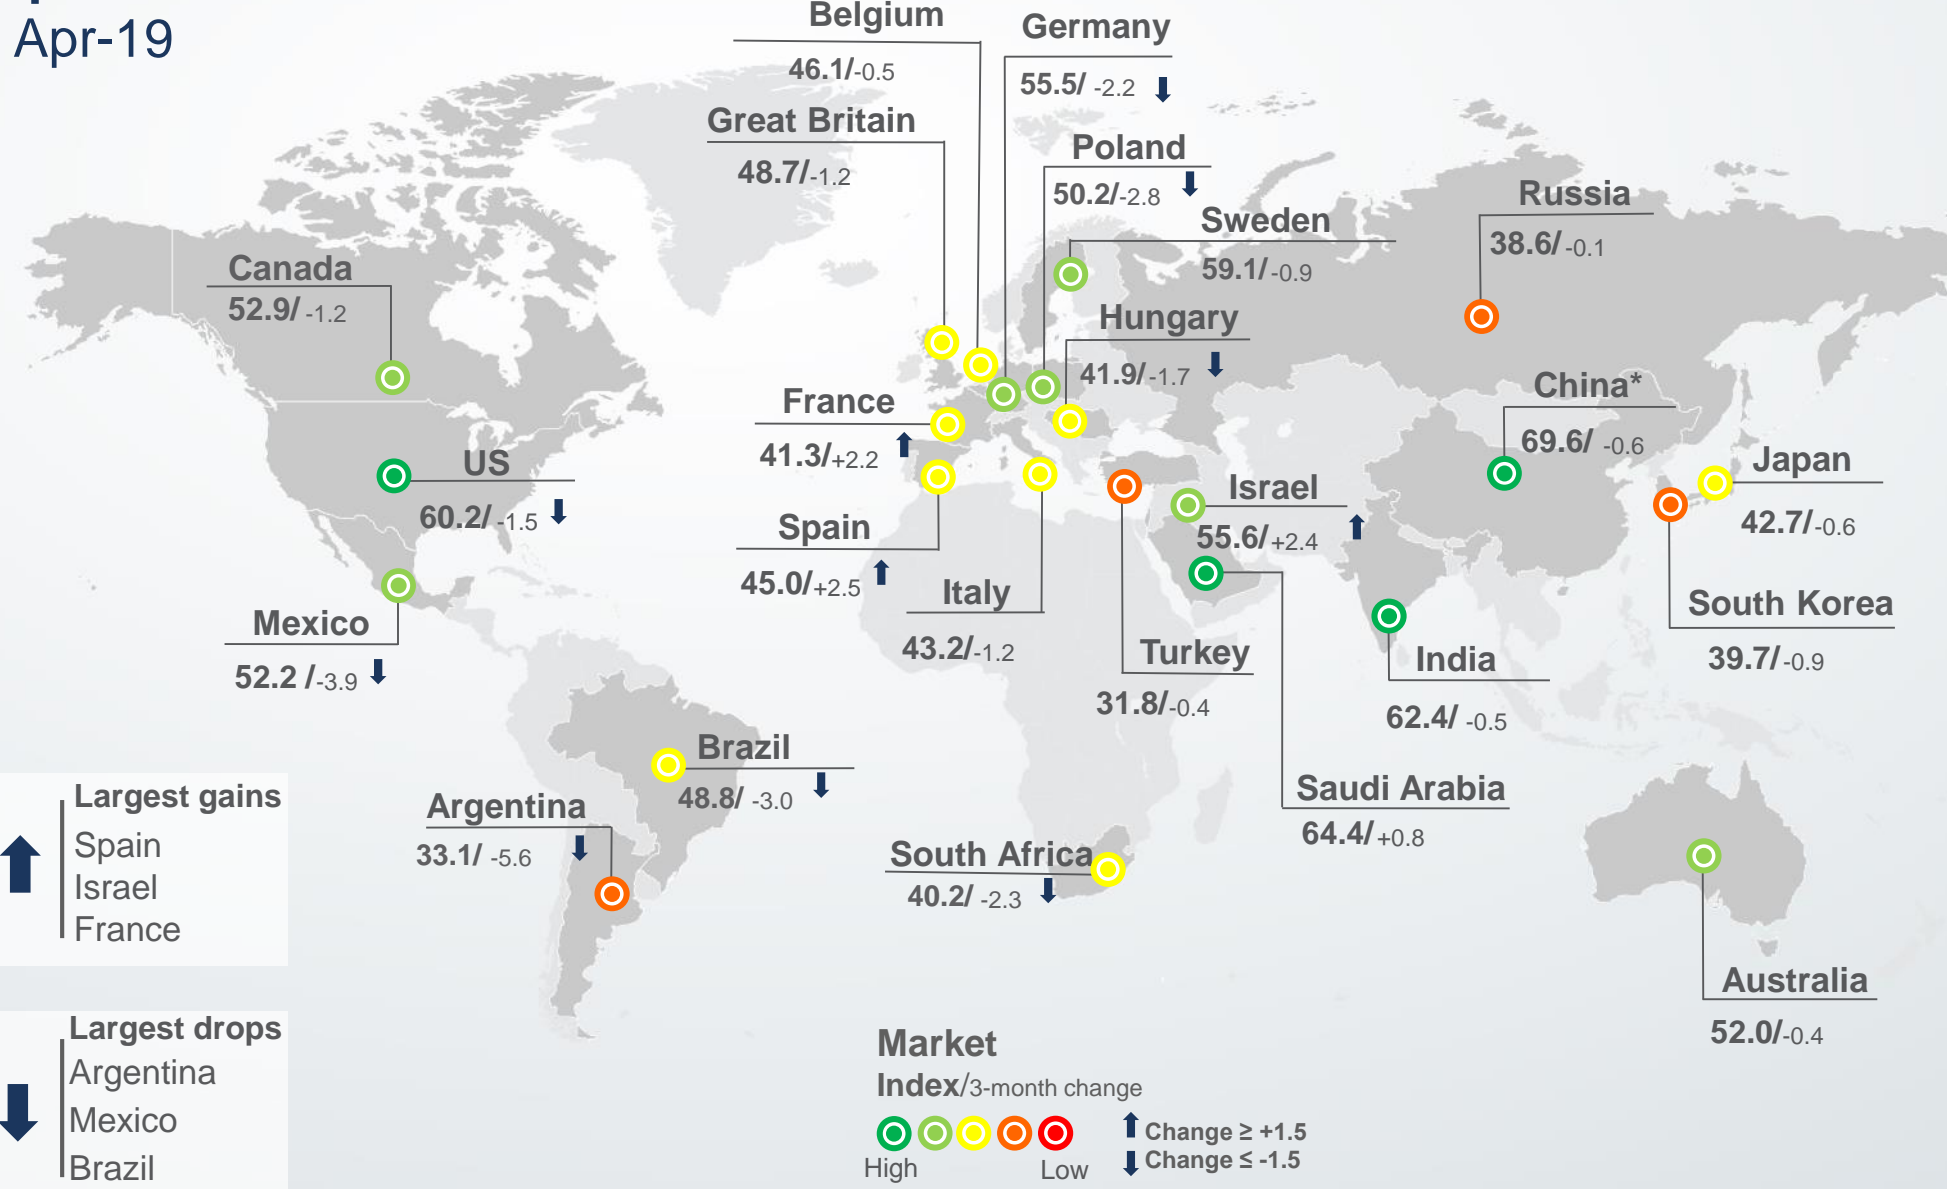 Apr-19
Belgium
46.1/-0.5
Germany
55.5/ -2.2
Great Britain
48.7/-1.2
Poland
50.2/-2.8
Russia
38.6/-0.1
Sweden
59.1/-0.9
Canada
52.9/ -1.2
Hungary
41.9/-1.7
China*
69.6/ -0.6
France
41.3/+2.2
Japan
42.7/-0.6
US
60.2/ -1.5
Israel
55.6/+2.4
Spain
45.0/+2.5
Italy
43.2/-1.2
South Korea
39.7/-0.9
Mexico
52.2 /-3.9
Turkey
31.8/-0.4
India
62.4/ -0.5
Brazil
48.8/ -3.0
Saudi Arabia
64.4/+0.8
Argentina
33.1/ -5.6
South Africa
40.2/ -2.3
Australia
52.0/-0.4
Largest gains
Spain
Israel
France
Largest drops
Argentina
Mexico
Brazil
Market
Index/3-month change
High
Low
Change ≥ +1.5
Change ≤ -1.5